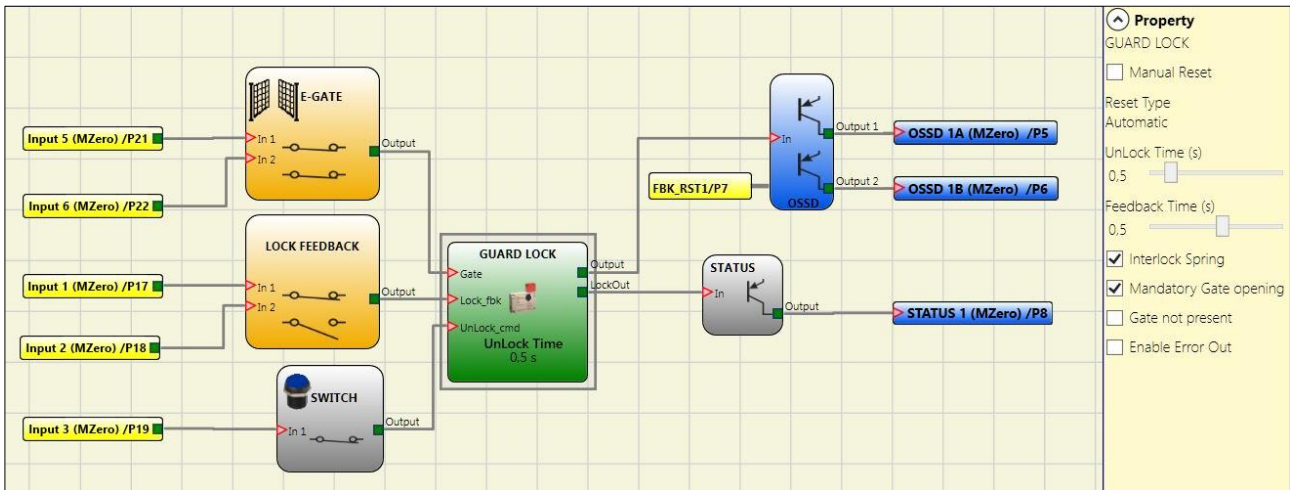 E-GATE
Input 5 (MZero) /P21
In 1
In 2
Output
Input 6 (MZero) /P22
LOCK FEEDBACK
Input 1 (MZero) /P17
In 1
In 2
Output
Input 2 (MZero) /P18
SWITCH
Input 3 (MZero) /P19
In 1
Output
GUARD LOCK
Gate
Lock_fbk
UnLock_cmd
UnLock Time
0,5 s
Output
LockOut
FBK_RST1/P7
In
Output 1
Output 2
OSSD
OSSD 1A (MZero) /P5
OSSD 1B (MZero) /P6
STATUS
In
Output
STATUS 1 (MZero) /P8
Property
GUARD LOCK
Manual Reset
Reset Type
Automatic
UnLock Time (s)
0,5
Feedback Time (s)
0,5
Interlock Spring
Mandatory Gate opening
Gate not present
Enable Error Out